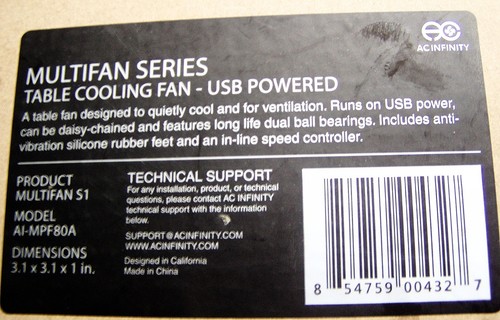 AC INFINITY
MULTIFAN SERIES
TABLE COOLING FAN - USB POWERED
A table fan designed to quietly cool and for ventilation. Runs on USB power,
can be daisy-chained and features long life dual ball bearings. Includes anti-
vibration silicone rubber feet and an in-line speed controller.
PRODUCT
MULTIFAN S1
MODEL
AI-MPF80A
DIMENSIONS
3.1 x 3.1 x 1 in.
TECHNICAL SUPPORT
For any installation, product, or technical
questions, please contact AC INFINITY
technical support with the information
below.
SUPPORT@ACINFINITY.COM
WWW.ACINFINITY.COM
Designed in California
Made in China
8 54759 00432 7